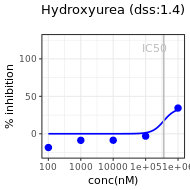 Hydroxyurea (dss:1.4)
IC50
% inhibition
100
50
0
100 1000 10000 1e+05 1e+06
conc(nM)